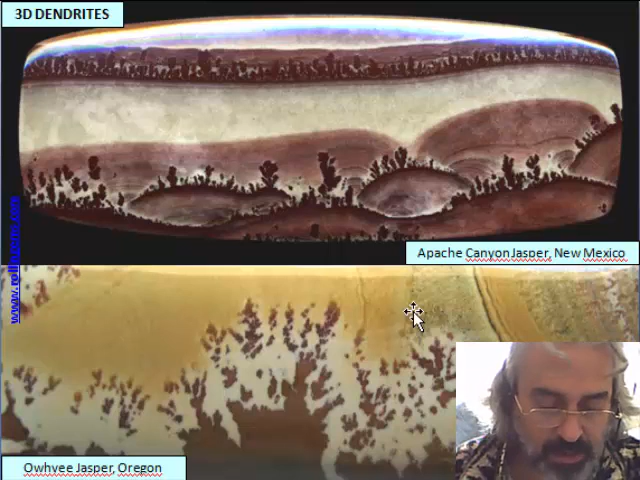 3D DENDRITES
Apache Canyon Jasper, New Mexico
Owhyee Jasper, Oregon